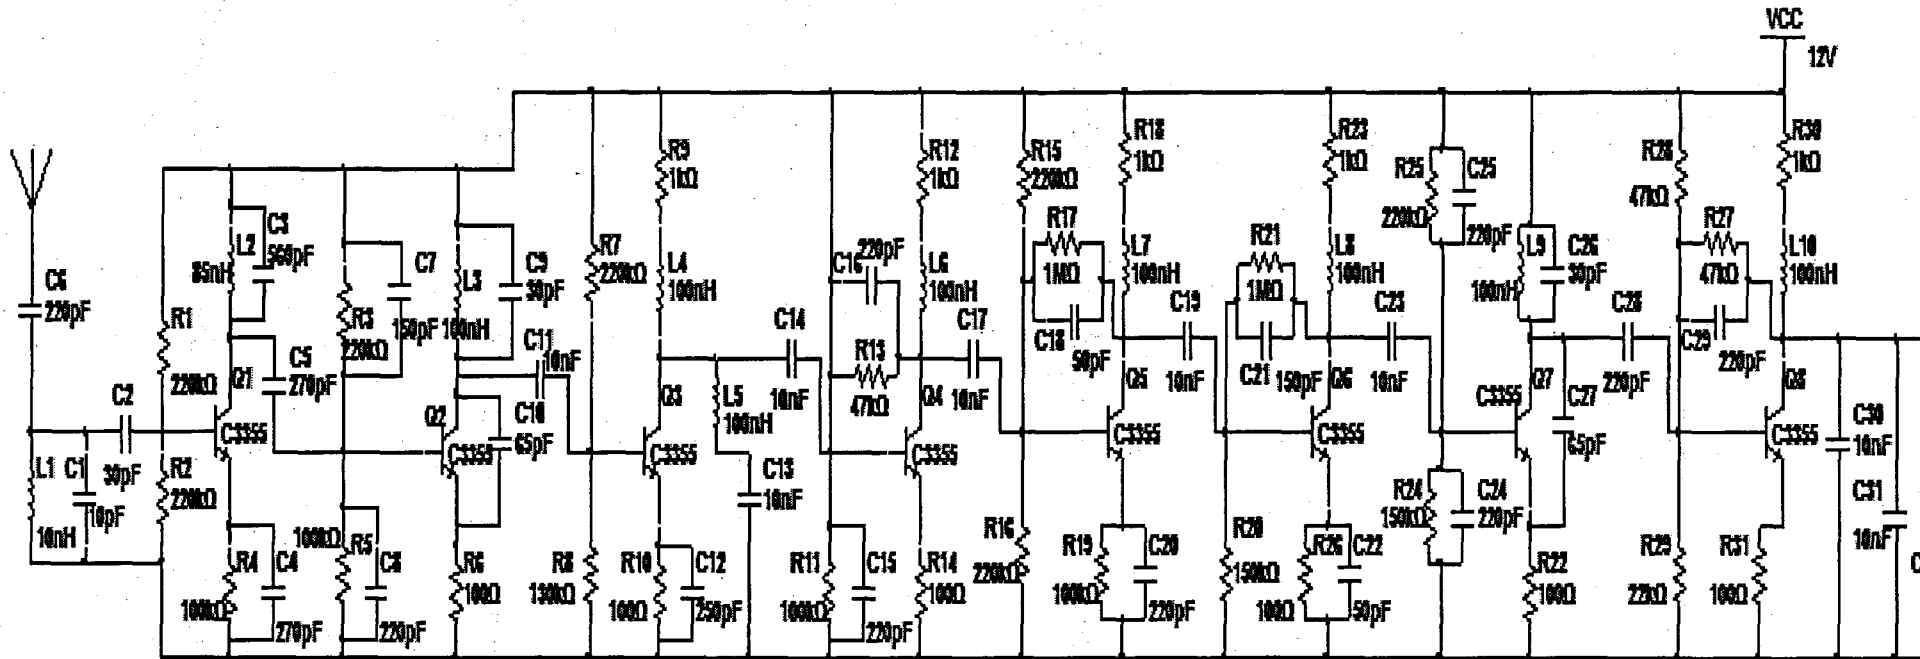 VCC
12V
C6
220pF
L1
10nH
C1
10pF
C2
30pF
R1
220kΩ
R2
220kΩ
L2
85nH
C3
560pF
Q1
C3355
C5
270pF
R4
100kΩ
C4
270pF
R3
220kΩ
C7
150pF
100kΩ
R5
C8
220pF
L3
100nH
C9
30pF
C11
10nF
Q2
C3355
C10
65pF
R6
100Ω
R7
220kΩ
R8
130kΩ
R9
1kΩ
L4
100nH
Q3
C3355
R10
100Ω
C12
250pF
L5
100nH
C13
10nF
C14
10nF
C16
220pF
R13
47kΩ
R11
100kΩ
C15
220pF
R12
1kΩ
L6
100nH
Q4
C3355
R14
100Ω
C17
10nF
R15
220kΩ
R16
220kΩ
R17
1MΩ
C18
50pF
R18
1kΩ
L7
100nH
Q5
C3355
R19
100kΩ
C20
220pF
C19
10nF
R21
1MΩ
C21
150pF
R20
150kΩ
R23
1kΩ
L8
100nH
Q6
C3355
R26
100Ω
C22
50pF
C23
10nF
R25
220kΩ
C25
220pF
R24
150kΩ
C24
220pF
L9
100nH
C26
30pF
C3355
Q7
C27
65pF
R22
100Ω
C28
220pF
R28
47kΩ
R27
47kΩ
C29
220pF
R29
22kΩ
R30
1kΩ
L10
100nH
Q8
C3355
R31
100Ω
C30
10nF
C31
10nF